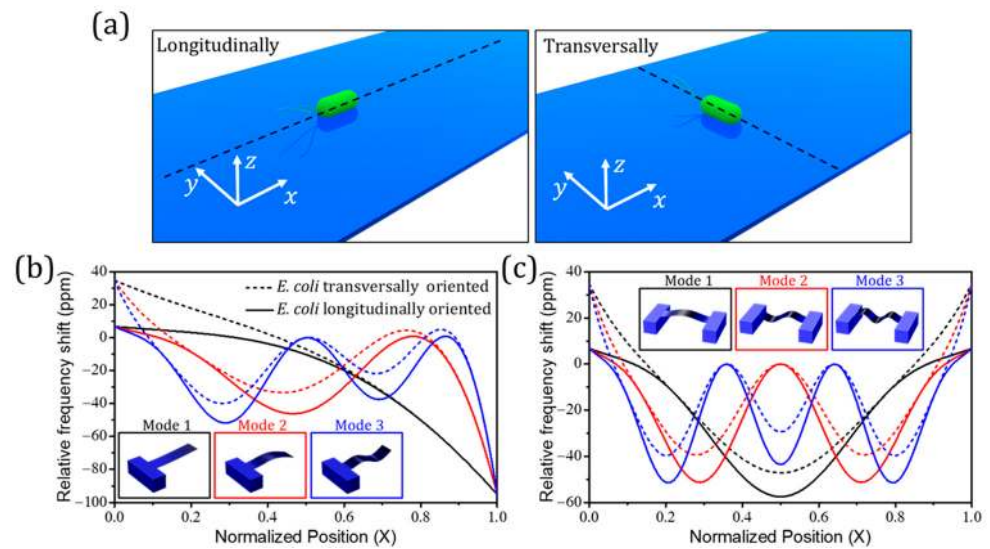 (a)
Longitudinally
Transversally
z
y
x
z
y
x
(b)
(c)
40
20
0
−20
−40
−60
−80
−100
Relative frequency shift (ppm)
E. coli transversally oriented
E. coli longitudinally oriented
Mode 1
Mode 2
Mode 3
0.0
0.2
0.4
0.6
0.8
1.0
Normalized Position (X)
40
20
0
−20
−40
−60
Relative frequency shift (ppm)
Mode 1
Mode 2
Mode 3
0.0
0.2
0.4
0.6
0.8
1.0
Normalized Position (X)